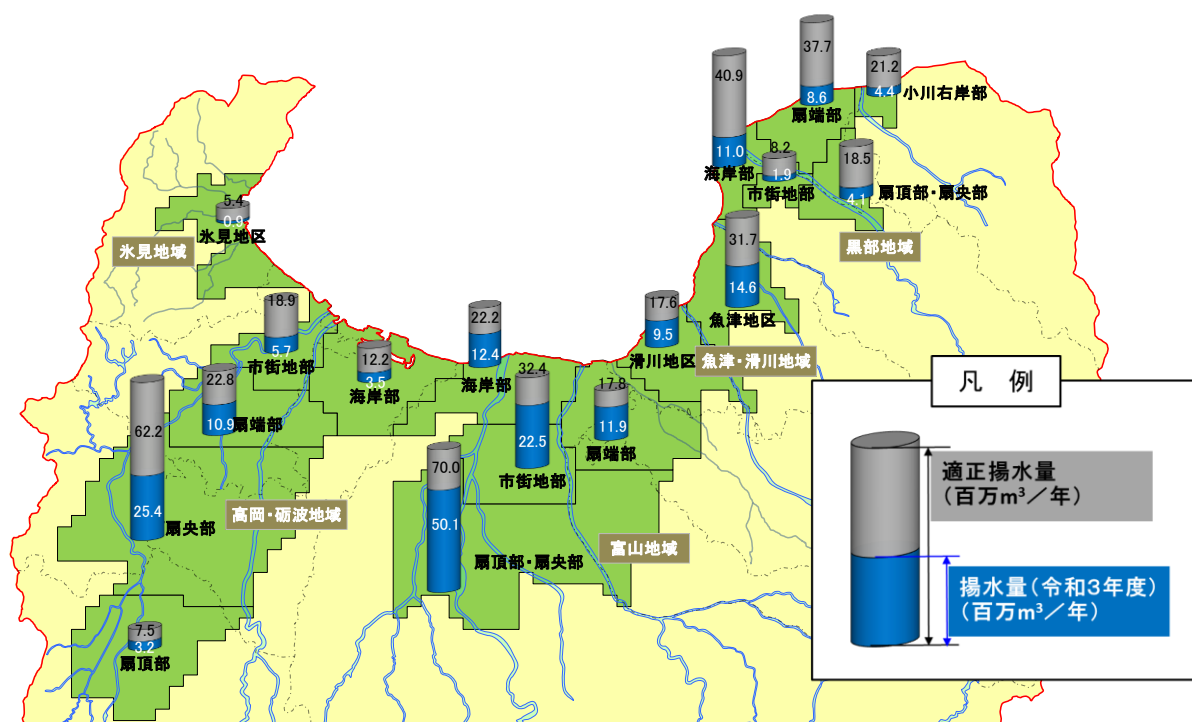 37.7
8.6
扇端部
21.2
4.4
小川右岸部
40.9
11.0
海岸部
8.2
1.9
市街地部
18.5
4.1
扇頂部・扇央部
黒部地域
5.4
0.9
氷見地区
氷見地域
31.7
14.6
魚津地区
17.6
9.5
滑川地区
魚津・滑川地域
18.9
5.7
市街地部
12.2
3.5
海岸部
22.2
12.4
海岸部
22.8
10.9
扇端部
62.2
25.4
扇央部
高岡・砺波地域
7.5
3.2
扇頂部
32.4
22.5
市街地部
17.8
11.9
扇端部
70.0
50.1
扇頂部・扇央部
富山地域
凡 例
適正揚水量
（百万m³／年）
揚水量（令和3年度）
（百万m³／年）